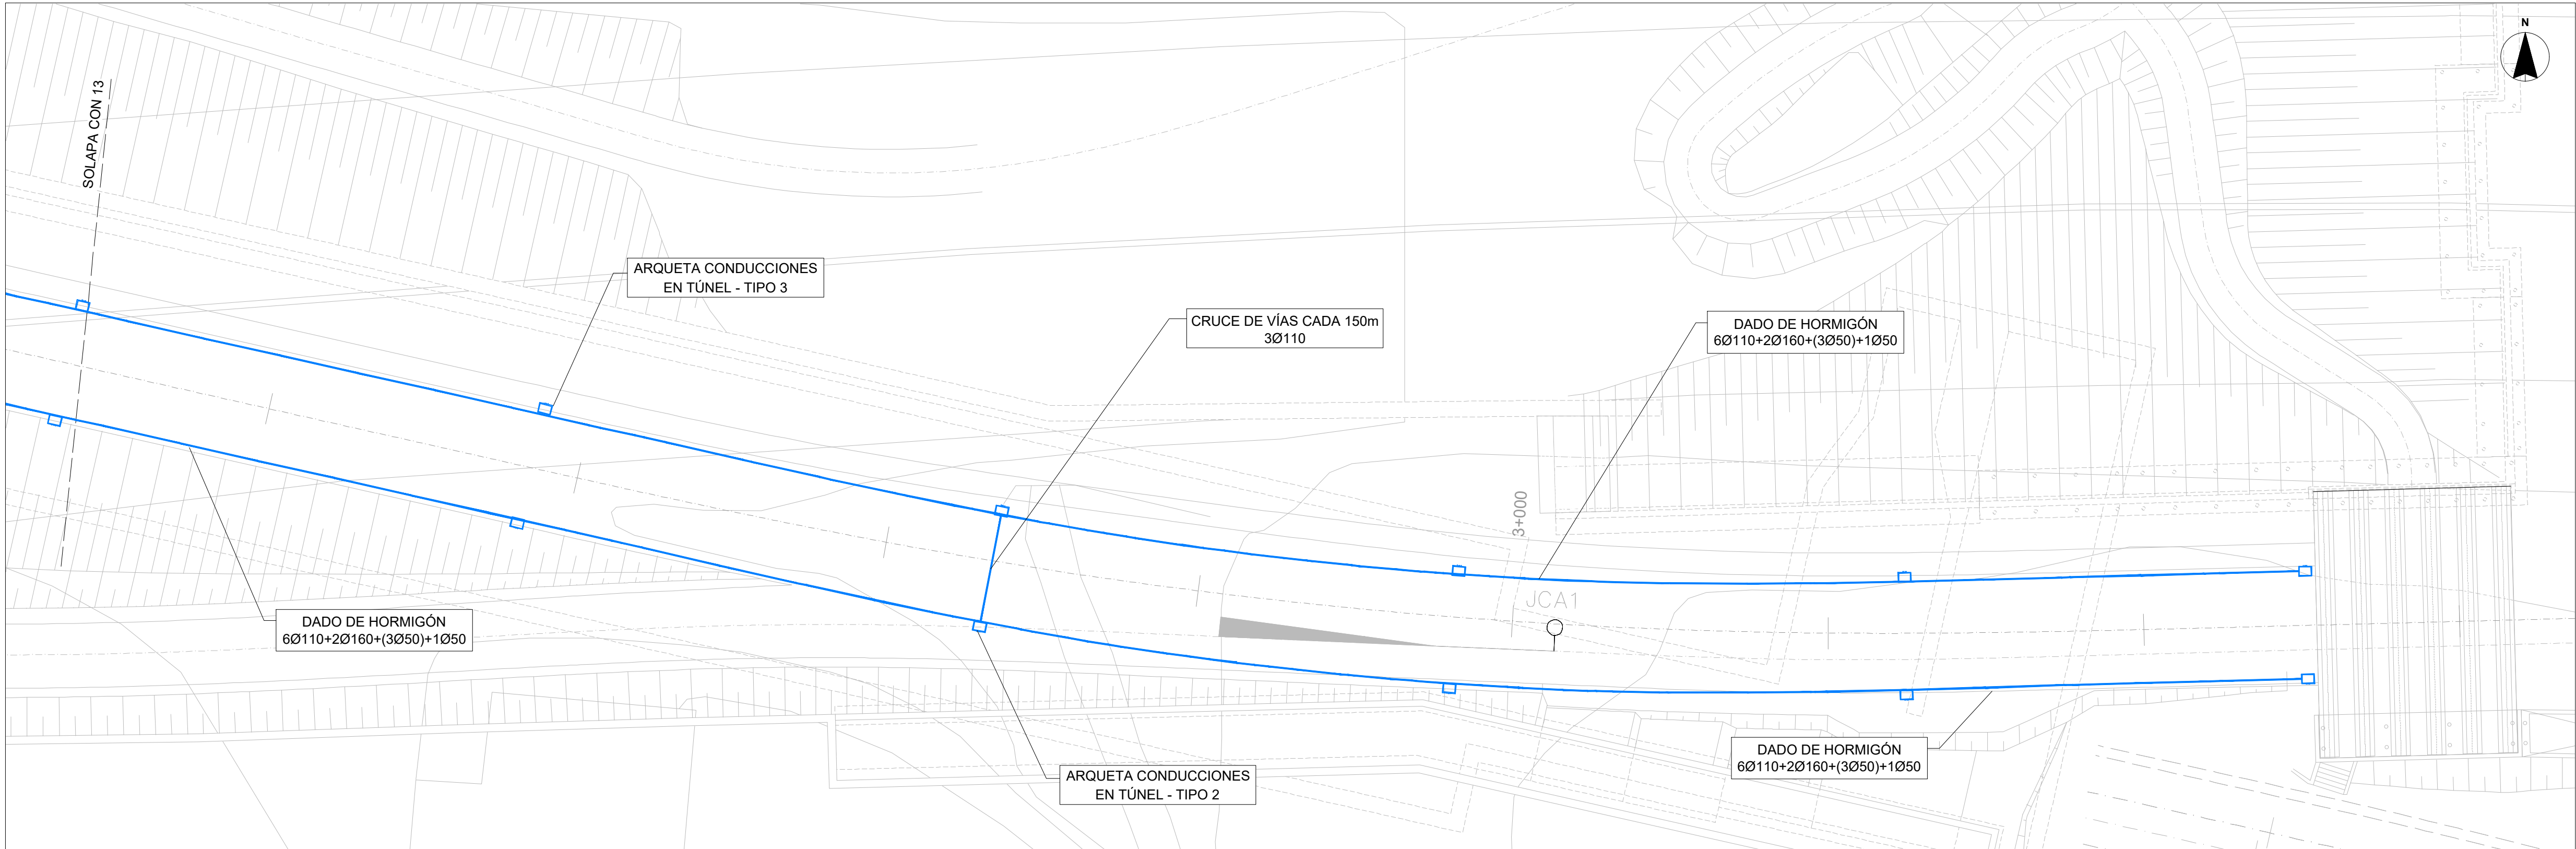 N
SOLAPA CON 13
ARQUETA CONDUCCIONES
EN TÚNEL - TIPO 3
CRUCE DE VÍAS CADA 150m
3Ø110
DADO DE HORMIGÓN
6Ø110+2Ø160+(3Ø50)+1Ø50
3+000
JCA1
DADO DE HORMIGÓN
6Ø110+2Ø160+(3Ø50)+1Ø50
ARQUETA CONDUCCIONES
EN TÚNEL - TIPO 2
DADO DE HORMIGÓN
6Ø110+2Ø160+(3Ø50)+1Ø50